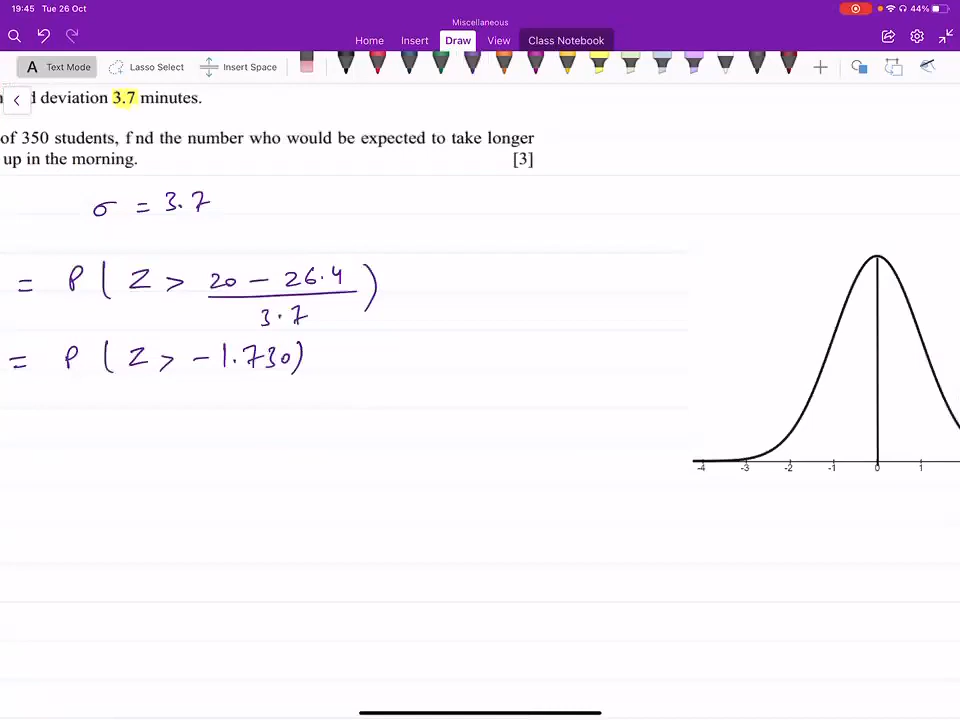 19:45 Tue 26 Oct 44%
Miscellaneous
Home Insert Draw View Class Notebook
A Text Mode Lasso Select Insert Space
d deviation 3.7 minutes.
of 350 students, f nd the number who would be expected to take longer
up in the morning. [3]
σ = 3.7
= P ( Z > 20 - 26.4 / 3.7 )
= P ( Z > - 1.730)
-4 -3 -2 -1 0 1